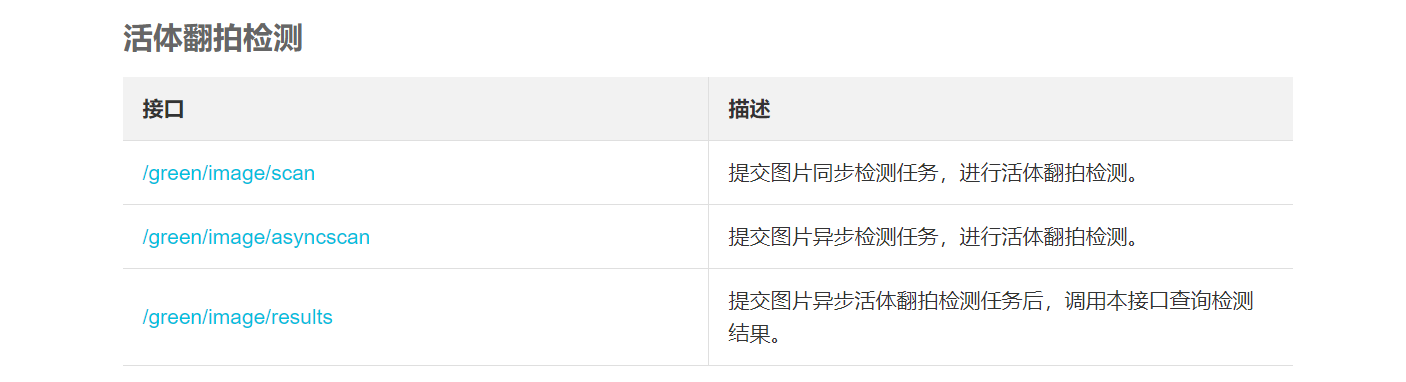 活体翻拍检测
接口 描述
/green/image/scan 提交图片同步检测任务，进行活体翻拍检测。
/green/image/asyncscan 提交图片异步检测任务，进行活体翻拍检测。
/green/image/results 提交图片异步活体翻拍检测任务后，调用本接口查询检测
结果。